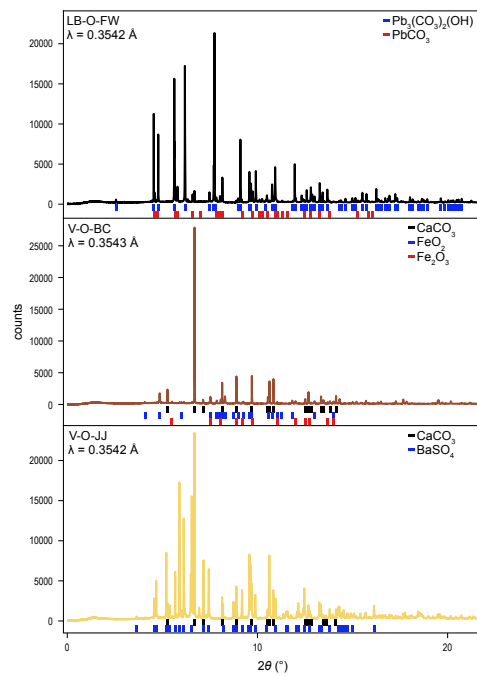 LB-O-FW
λ = 0.3542 Å
Pb₃(CO₃)₂(OH)
PbCO₃
20000
15000
10000
5000
0
V-O-BC
λ = 0.3543 Å
CaCO₃
FeO₂
Fe₂O₃
25000
20000
15000
10000
5000
0
counts
V-O-JJ
λ = 0.3542 Å
CaCO₃
BaSO₄
20000
15000
10000
5000
0
0 10 20
2θ (°)